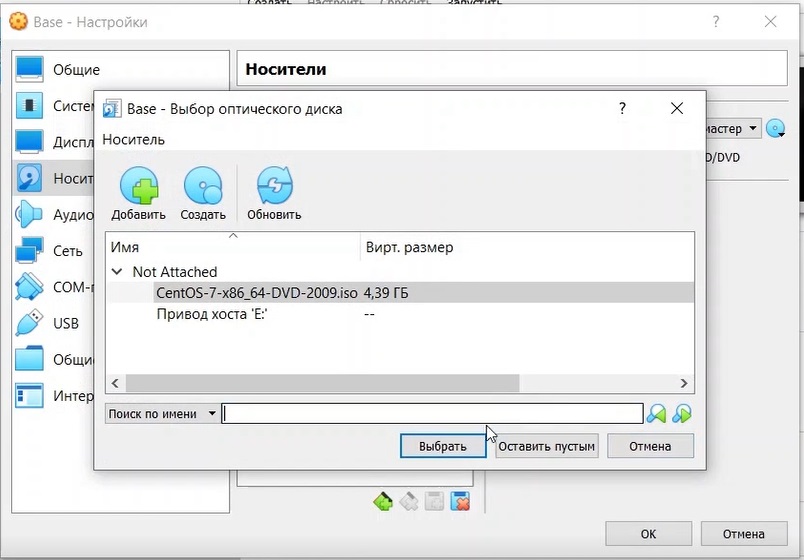 Создать Настроить Сбросить Запустить
Base - Настройки
Общие
Носители
Систем
Диспл
Носит
Аудио
Сеть
COM-п
USB
Общи
Интер
мастер
D/DVD
Base - Выбор оптического диска
Носитель
Добавить Создать Обновить
Имя Вирт. размер
Not Attached
CentOS-7-x86_64-DVD-2009.iso 4,39 ГБ
Привод хоста 'E:' --
Поиск по имени
Выбрать Оставить пустым Отмена
OK Отмена